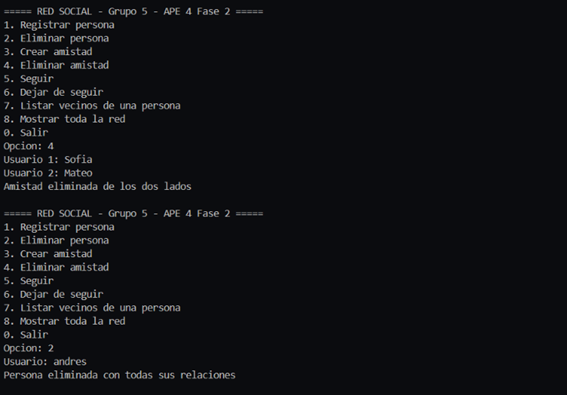 ===== RED SOCIAL - Grupo 5 - APE 4 Fase 2 =====
1. Registrar persona
2. Eliminar persona
3. Crear amistad
4. Eliminar amistad
5. Seguir
6. Dejar de seguir
7. Listar vecinos de una persona
8. Mostrar toda la red
0. Salir
Opcion: 4
Usuario 1: Sofia
Usuario 2: Mateo
Amistad eliminada de los dos lados

===== RED SOCIAL - Grupo 5 - APE 4 Fase 2 =====
1. Registrar persona
2. Eliminar persona
3. Crear amistad
4. Eliminar amistad
5. Seguir
6. Dejar de seguir
7. Listar vecinos de una persona
8. Mostrar toda la red
0. Salir
Opcion: 2
Usuario: andres
Persona eliminada con todas sus relaciones